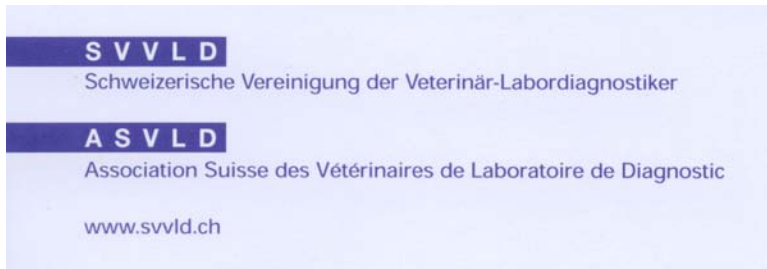 SVVLD
Schweizerische Vereinigung der Veterinär-Labordiagnostiker
ASVLD
Association Suisse des Vétérinaires de Laboratoire de Diagnostic
www.svvld.ch